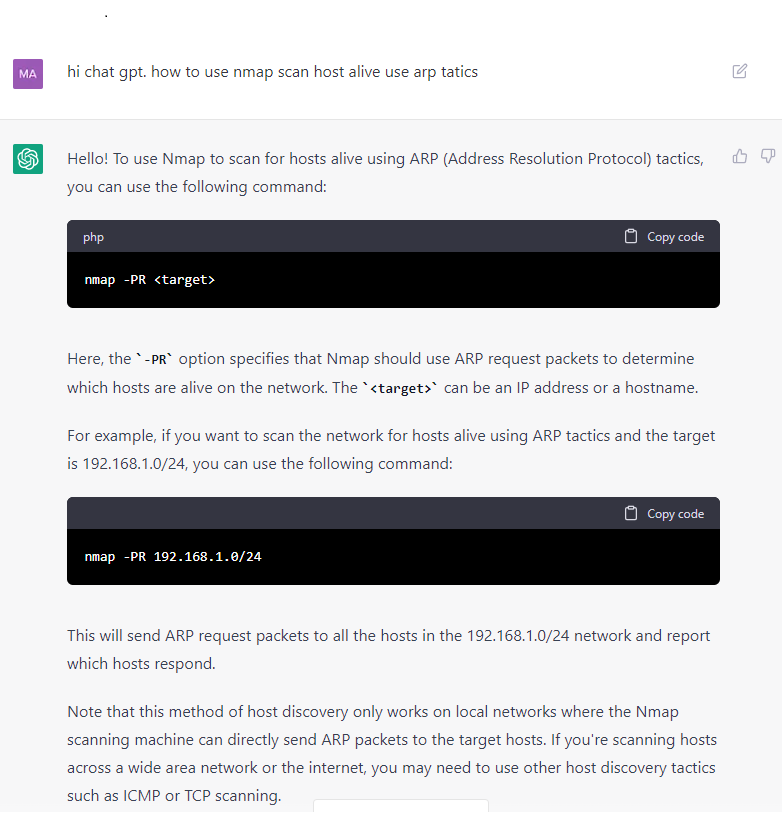 .
MA
hi chat gpt. how to use nmap scan host alive use arp tatics
Hello! To use Nmap to scan for hosts alive using ARP (Address Resolution Protocol) tactics,
you can use the following command:
php Copy code
nmap -PR <target>
Here, the `-PR` option specifies that Nmap should use ARP request packets to determine
which hosts are alive on the network. The `<target>` can be an IP address or a hostname.
For example, if you want to scan the network for hosts alive using ARP tactics and the target
is 192.168.1.0/24, you can use the following command:
Copy code
nmap -PR 192.168.1.0/24
This will send ARP request packets to all the hosts in the 192.168.1.0/24 network and report
which hosts respond.
Note that this method of host discovery only works on local networks where the Nmap
scanning machine can directly send ARP packets to the target hosts. If you're scanning hosts
across a wide area network or the internet, you may need to use other host discovery tactics
such as ICMP or TCP scanning.